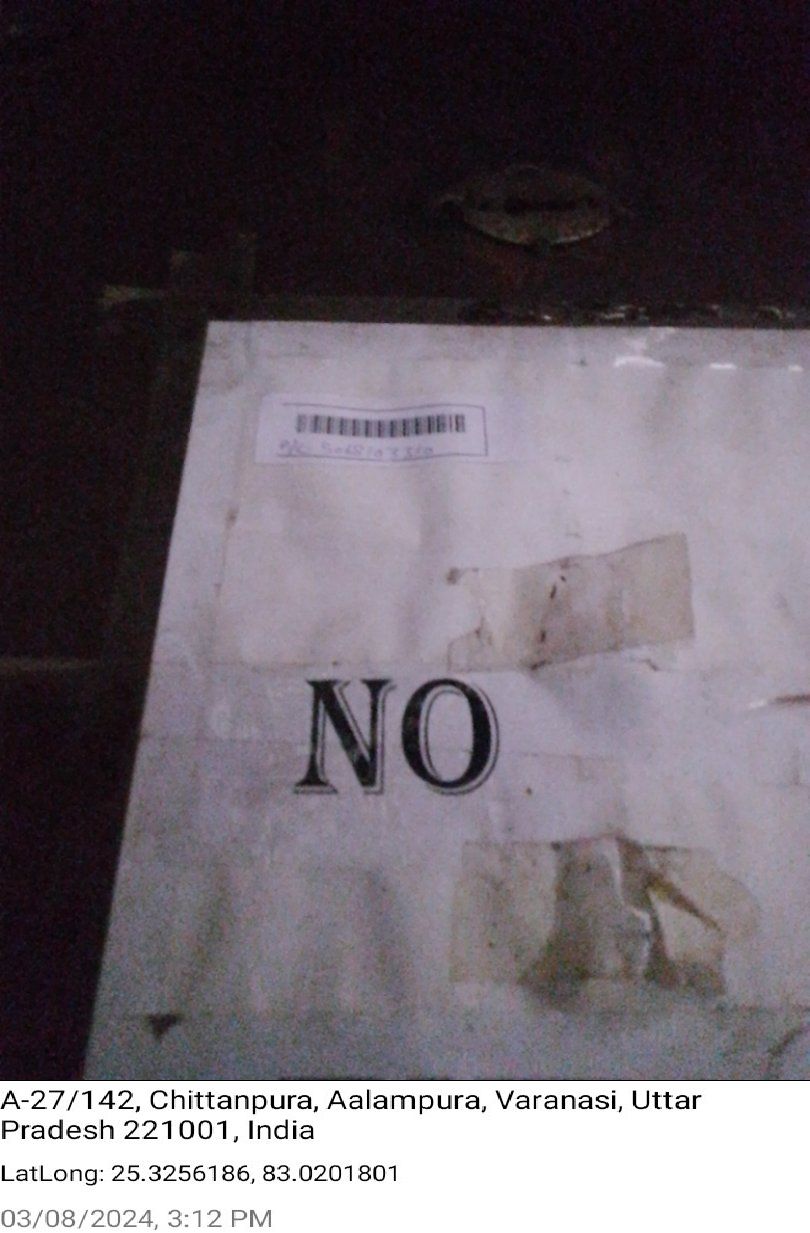 NO
A-27/142, Chittanpura, Aalampura, Varanasi, Uttar
Pradesh 221001, India
LatLong: 25.3256186, 83.0201801
03/08/2024, 3:12 PM